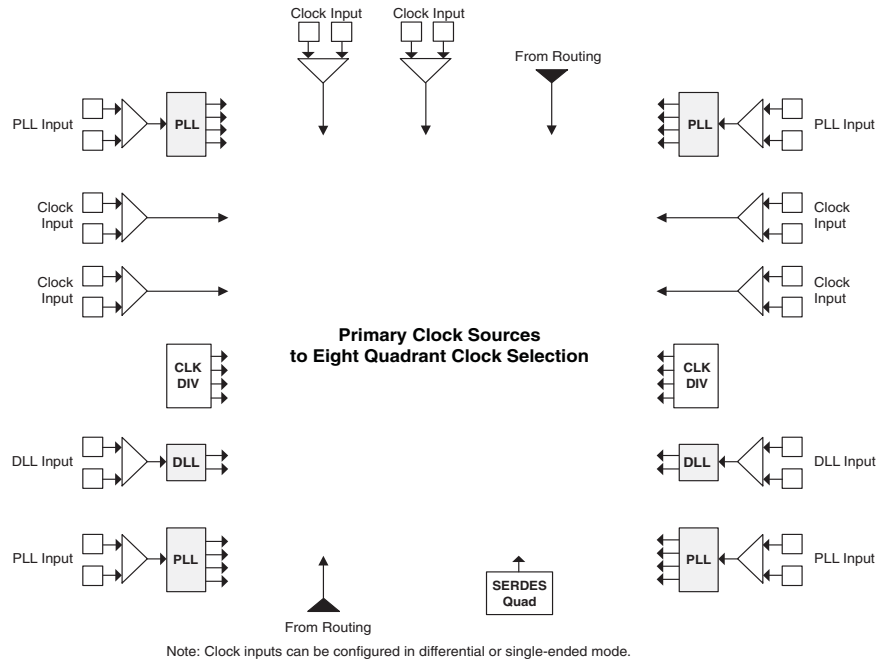 Clock Input
Clock Input
From Routing
PLL Input
PLL
PLL
PLL Input
Clock
Input
Clock
Input
Clock
Input
Clock
Input
Primary Clock Sources
to Eight Quadrant Clock Selection
CLK
DIV
CLK
DIV
DLL Input
DLL
DLL
DLL Input
PLL Input
PLL
PLL
PLL Input
SERDES
Quad
From Routing
Note: Clock inputs can be configured in differential or single-ended mode.